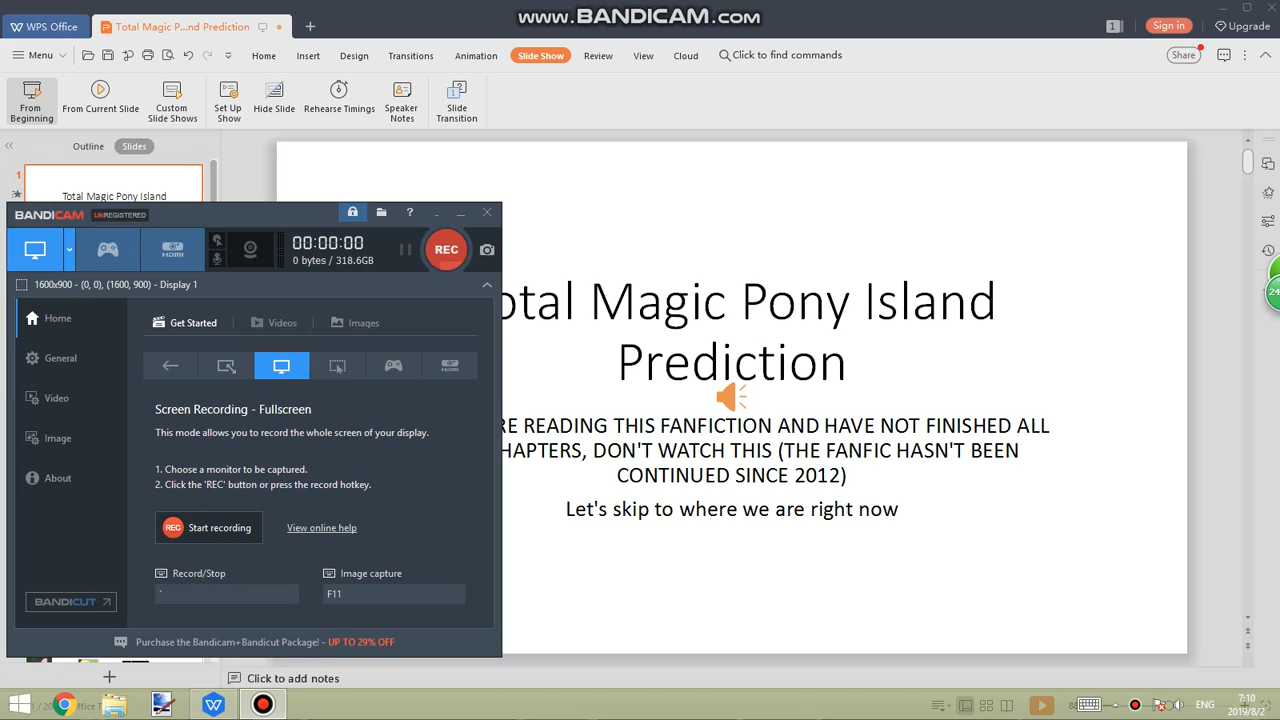 www.BANDICAM.com
WPS Office
Total Magic P...nd Prediction
1
Sign in
Upgrade
Menu
Home
Insert
Design
Transitions
Animation
Slide Show
Review
View
Cloud
Click to find commands
Share
From Beginning
From Current Slide
Custom Slide Shows
Set Up Show
Hide Slide
Rehearse Timings
Speaker Notes
Slide Transition
Outline
Slides
1
Total Magic Pony Island
BANDICAM
UNREGISTERED
00:00:00
0 bytes / 318.6GB
REC
HDMI
1600x900 - (0, 0), (1600, 900) - Display 1
Home
General
Video
Image
About
BANDICUT
Get Started
Videos
Images
HDMI
Screen Recording - Fullscreen
This mode allows you to record the whole screen of your display.
1. Choose a monitor to be captured.
2. Click the 'REC' button or press the record hotkey.
REC
Start recording
View online help
Record/Stop
`
Image capture
F11
Purchase the Bandicam+Bandicut Package! - UP TO 29% OFF
otal Magic Pony Island
Prediction
RE READING THIS FANFICTION AND HAVE NOT FINISHED ALL
HAPTERS, DON'T WATCH THIS (THE FANFIC HASN'T BEEN
CONTINUED SINCE 2012)
Let's skip to where we are right now
24
Click to add notes
ENG
7:10
2019/8/2